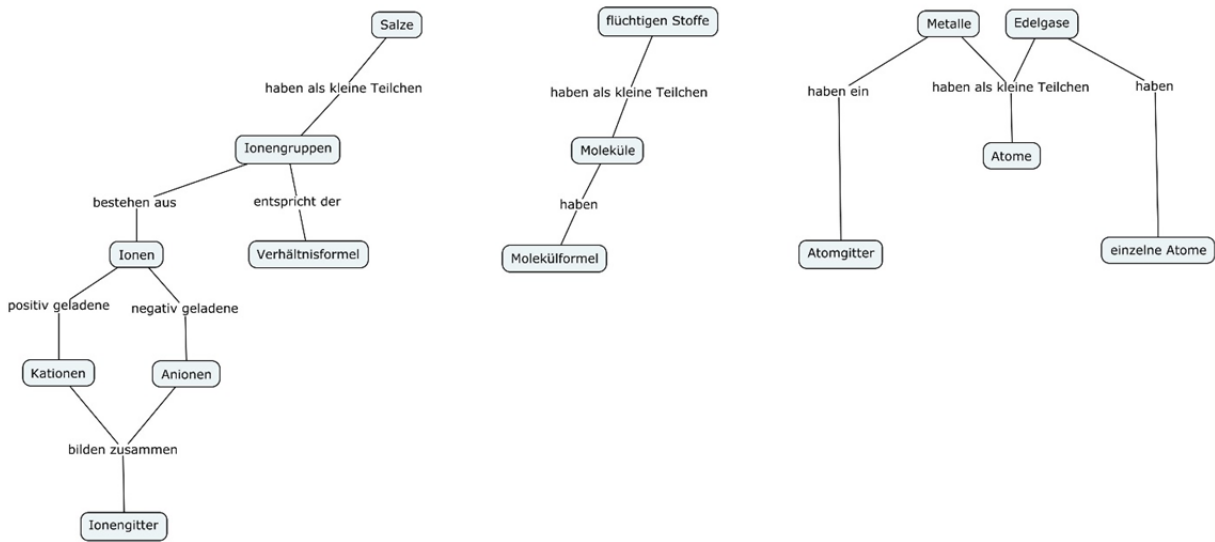 Salze
haben als kleine Teilchen
Ionengruppen
bestehen aus
entspricht der
Ionen
Verhältnisformel
positiv geladene
negativ geladene
Kationen
Anionen
bilden zusammen
Ionengitter
flüchtigen Stoffe
haben als kleine Teilchen
Moleküle
haben
Molekülformel
Metalle
Edelgase
haben ein
haben als kleine Teilchen
haben
Atome
Atomgitter
einzelne Atome